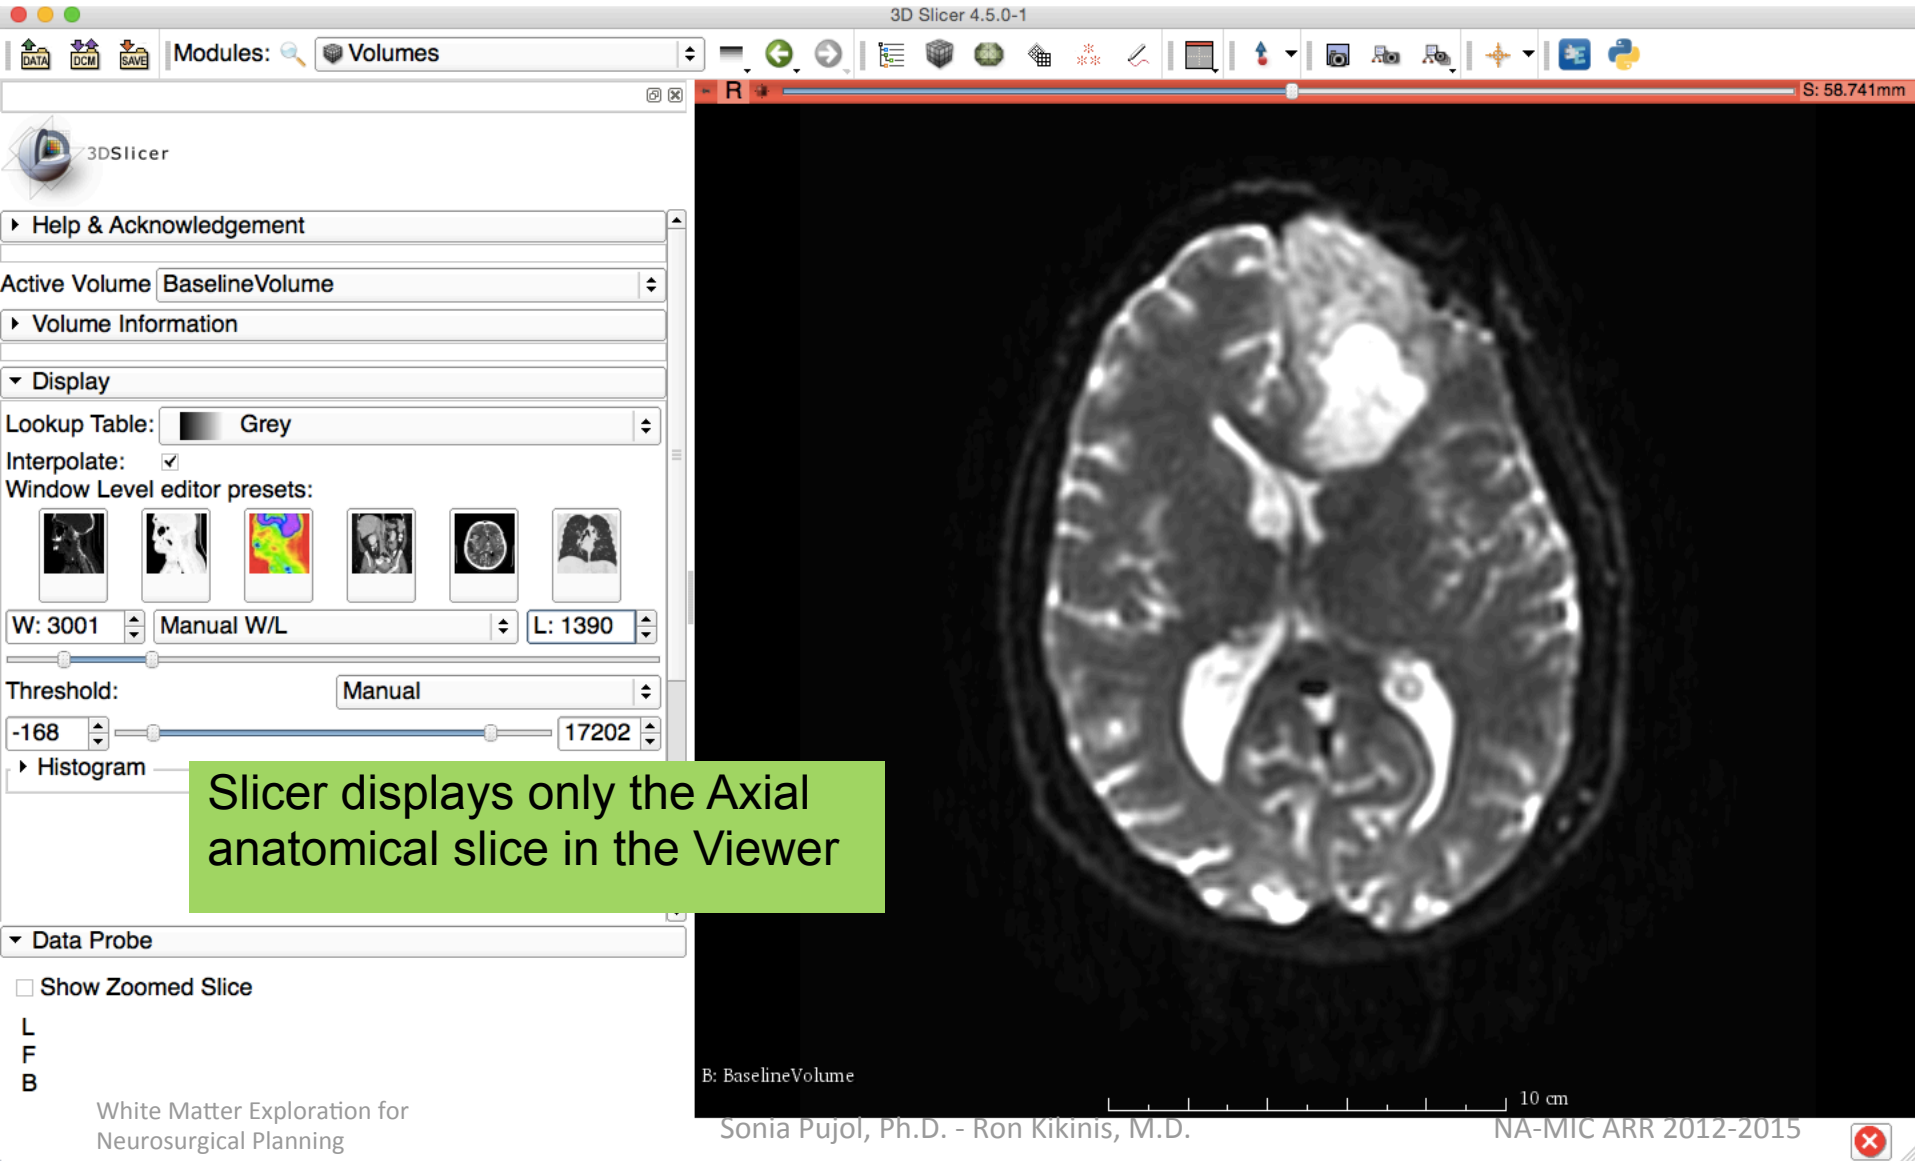 3D Slicer 4.5.0-1
DATA DCM SAVE Modules: Volumes
R S: 58.741mm
3DSlicer
Help & Acknowledgement
Active Volume BaselineVolume
Volume Information
Display
Lookup Table: Grey
Interpolate:
Window Level editor presets:
W: 3001 Manual W/L L: 1390
Threshold: Manual
-168 17202
Histogram
Slicer displays only the Axial
anatomical slice in the Viewer
Data Probe
Show Zoomed Slice
L
F
B
B: BaselineVolume
10 cm
White Matter Exploration for
Neurosurgical Planning
Sonia Pujol, Ph.D. - Ron Kikinis, M.D.
NA-MIC ARR 2012-2015